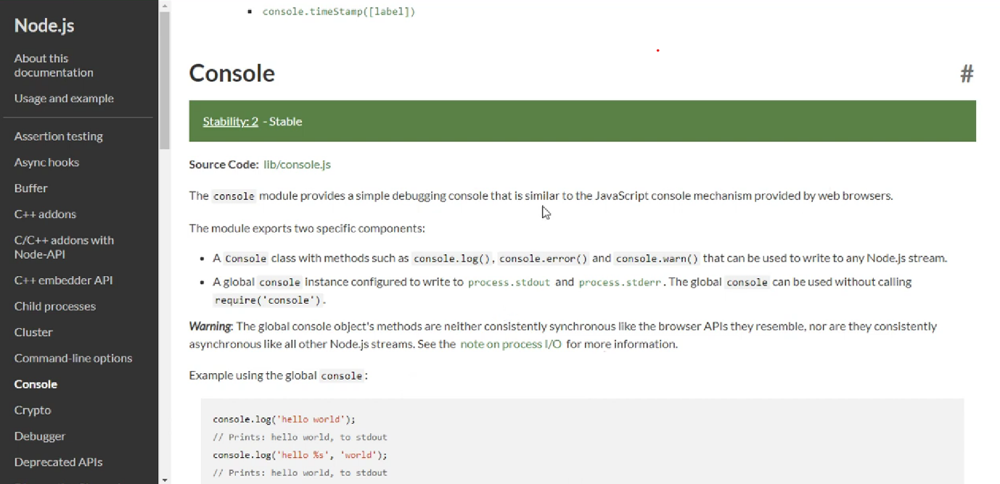 Node.js
About this
documentation
Usage and example
Assertion testing
Async hooks
Buffer
C++ addons
C/C++ addons with
Node-API
C++ embedder API
Child processes
Cluster
Command-line options
Console
Crypto
Debugger
Deprecated APIs
console.timeStamp([label])
Console
#
Stability: 2 - Stable
Source Code: lib/console.js
The console module provides a simple debugging console that is similar to the JavaScript console mechanism provided by web browsers.
The module exports two specific components:
A Console class with methods such as console.log(), console.error() and console.warn() that can be used to write to any Node.js stream.
A global console instance configured to write to process.stdout and process.stderr. The global console can be used without calling
require('console').
Warning: The global console object's methods are neither consistently synchronous like the browser APIs they resemble, nor are they consistently
asynchronous like all other Node.js streams. See the note on process I/O for more information.
Example using the global console:
console.log('hello world');
// Prints: hello world, to stdout
console.log('hello %s', 'world');
// Prints: hello world, to stdout